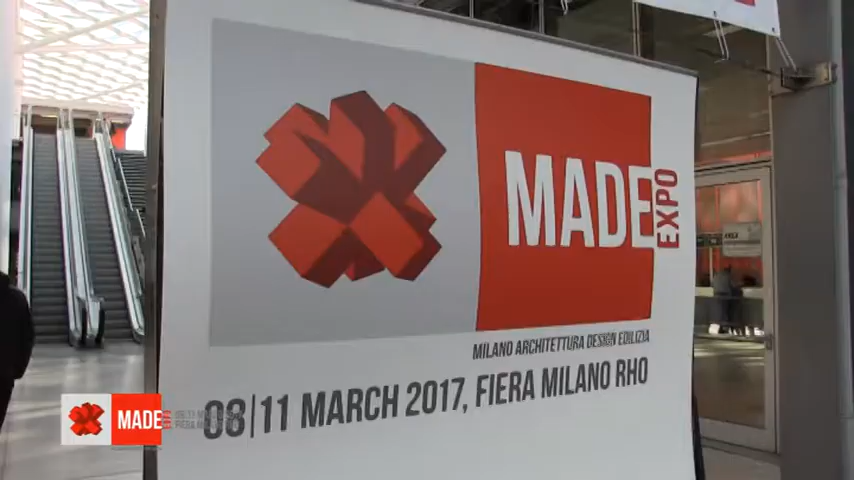 MADE
EXPO
MILANO ARCHITETTURA DESIGN EDILIZIA
08|11 MARCH 2017, FIERA MILANO RHO
MADE